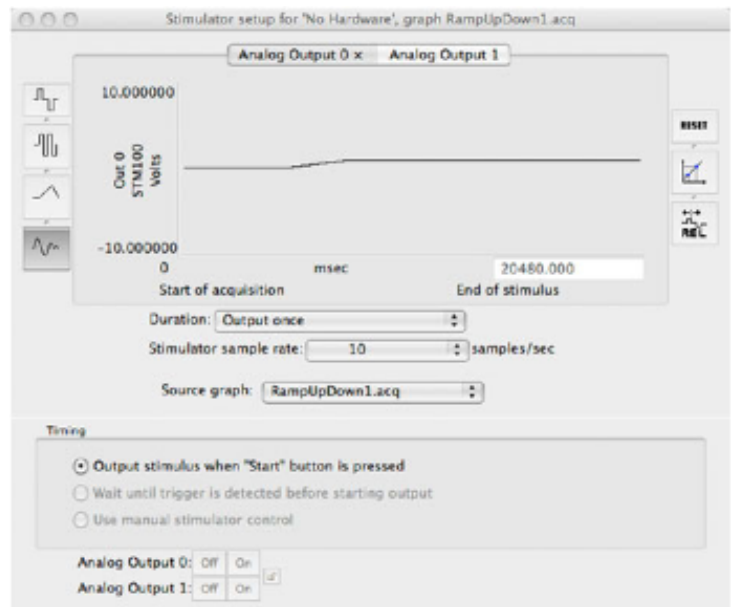 Stimulator setup for 'No Hardware', graph RampUpDown1.acq
Analog Output 0 × Analog Output 1
10.000000
Out 0
STM100
Volts
-10.000000
0 msec 20480.000
Start of acquisition End of stimulus
RESET
REL
Duration: Output once
Stimulator sample rate: 10 samples/sec
Source graph: RampUpDown1.acq
Timing
Output stimulus when "Start" button is pressed
Wait until trigger is detected before starting output
Use manual stimulator control
Analog Output 0: Off On
Analog Output 1: Off On